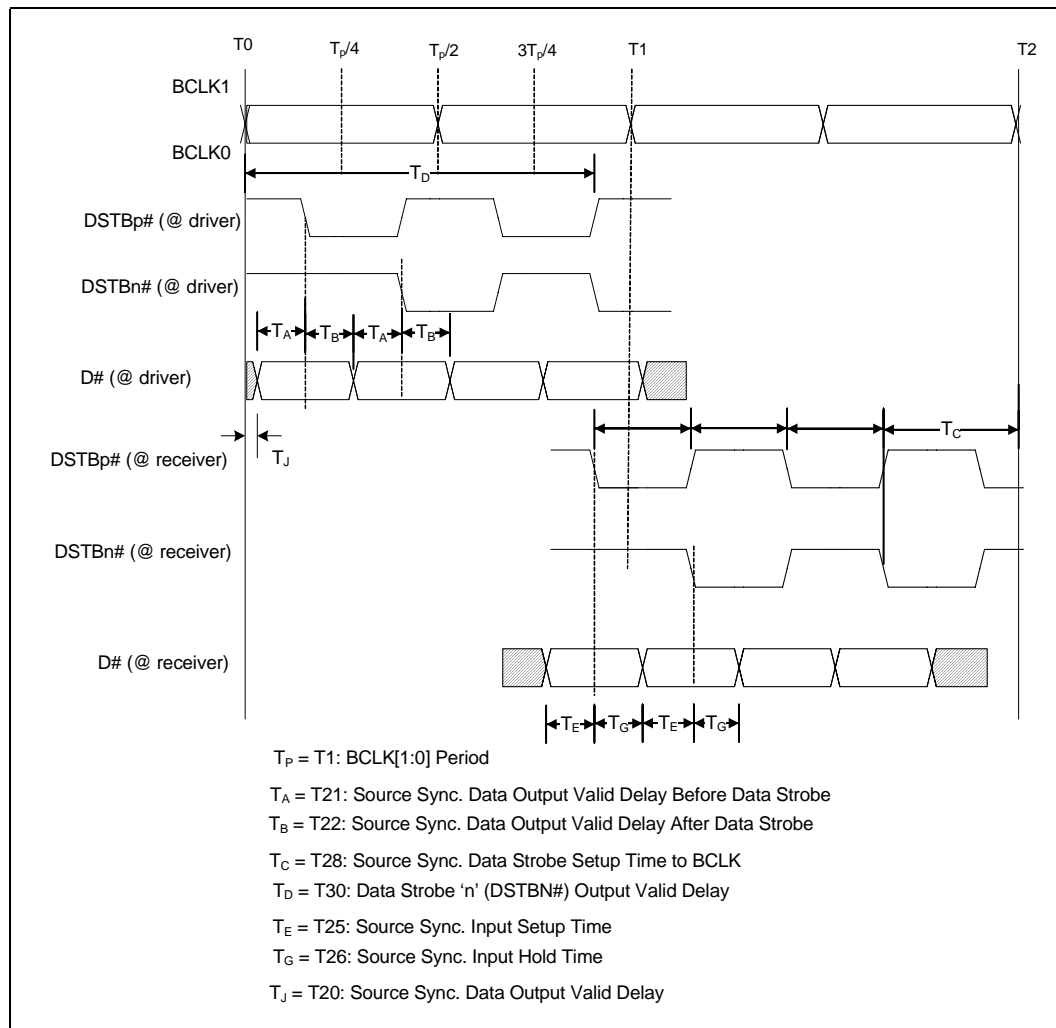 T0 Tp/4 Tp/2 3Tp/4 T1 T2
BCLK1
BCLK0
TD
DSTBp# (@ driver)
DSTBn# (@ driver)
TA TB TA TB
D# (@ driver)
TJ
TC
DSTBp# (@ receiver)
DSTBn# (@ receiver)
D# (@ receiver)
TE TG TE TG
TP = T1: BCLK[1:0] Period
TA = T21: Source Sync. Data Output Valid Delay Before Data Strobe
TB = T22: Source Sync. Data Output Valid Delay After Data Strobe
TC = T28: Source Sync. Data Strobe Setup Time to BCLK
TD = T30: Data Strobe ‘n’ (DSTBN#) Output Valid Delay
TE = T25: Source Sync. Input Setup Time
TG = T26: Source Sync. Input Hold Time
TJ = T20: Source Sync. Data Output Valid Delay